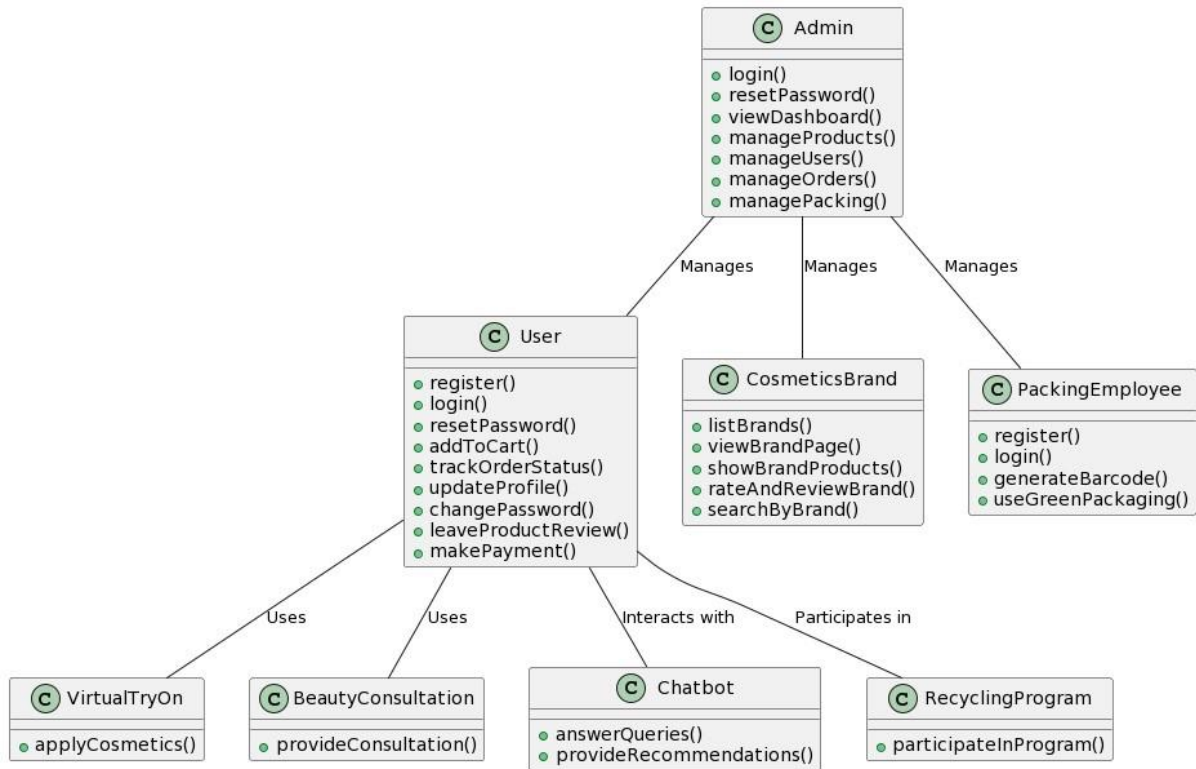 C Admin
login()
resetPassword()
viewDashboard()
manageProducts()
manageUsers()
manageOrders()
managePacking()
Manages
Manages
Manages
C User
register()
login()
resetPassword()
addToCart()
trackOrderStatus()
updateProfile()
changePassword()
leaveProductReview()
makePayment()
C CosmeticsBrand
listBrands()
viewBrandPage()
showBrandProducts()
rateAndReviewBrand()
searchByBrand()
C PackingEmployee
register()
login()
generateBarcode()
useGreenPackaging()
Uses
Uses
Interacts with
Participates in
C VirtualTryOn
applyCosmetics()
C BeautyConsultation
provideConsultation()
C Chatbot
answerQueries()
provideRecommendations()
C RecyclingProgram
participateInProgram()